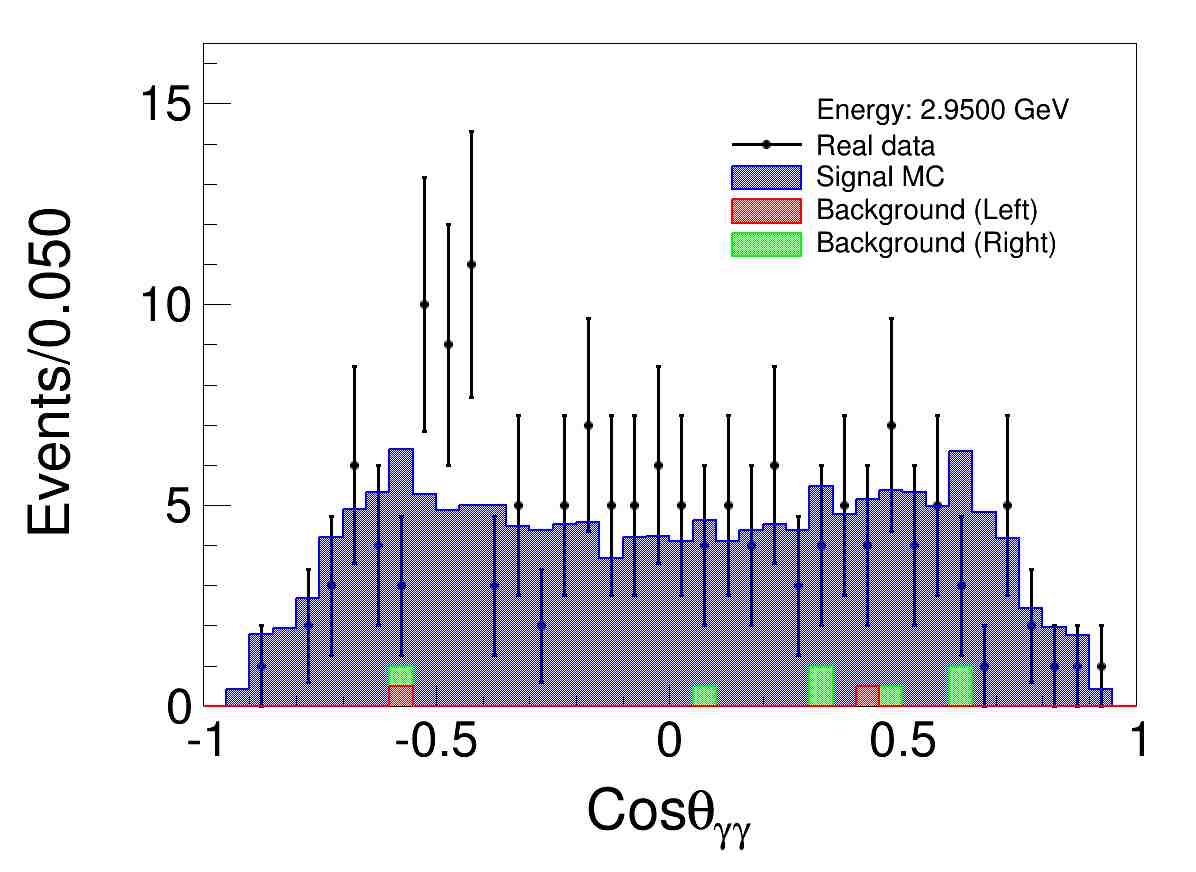 Energy: 2.9500 GeV
Real data
Signal MC
Background (Left)
Background (Right)
Events/0.050
15
10
5
0
-1
-0.5
0
0.5
1
Cosθγγ